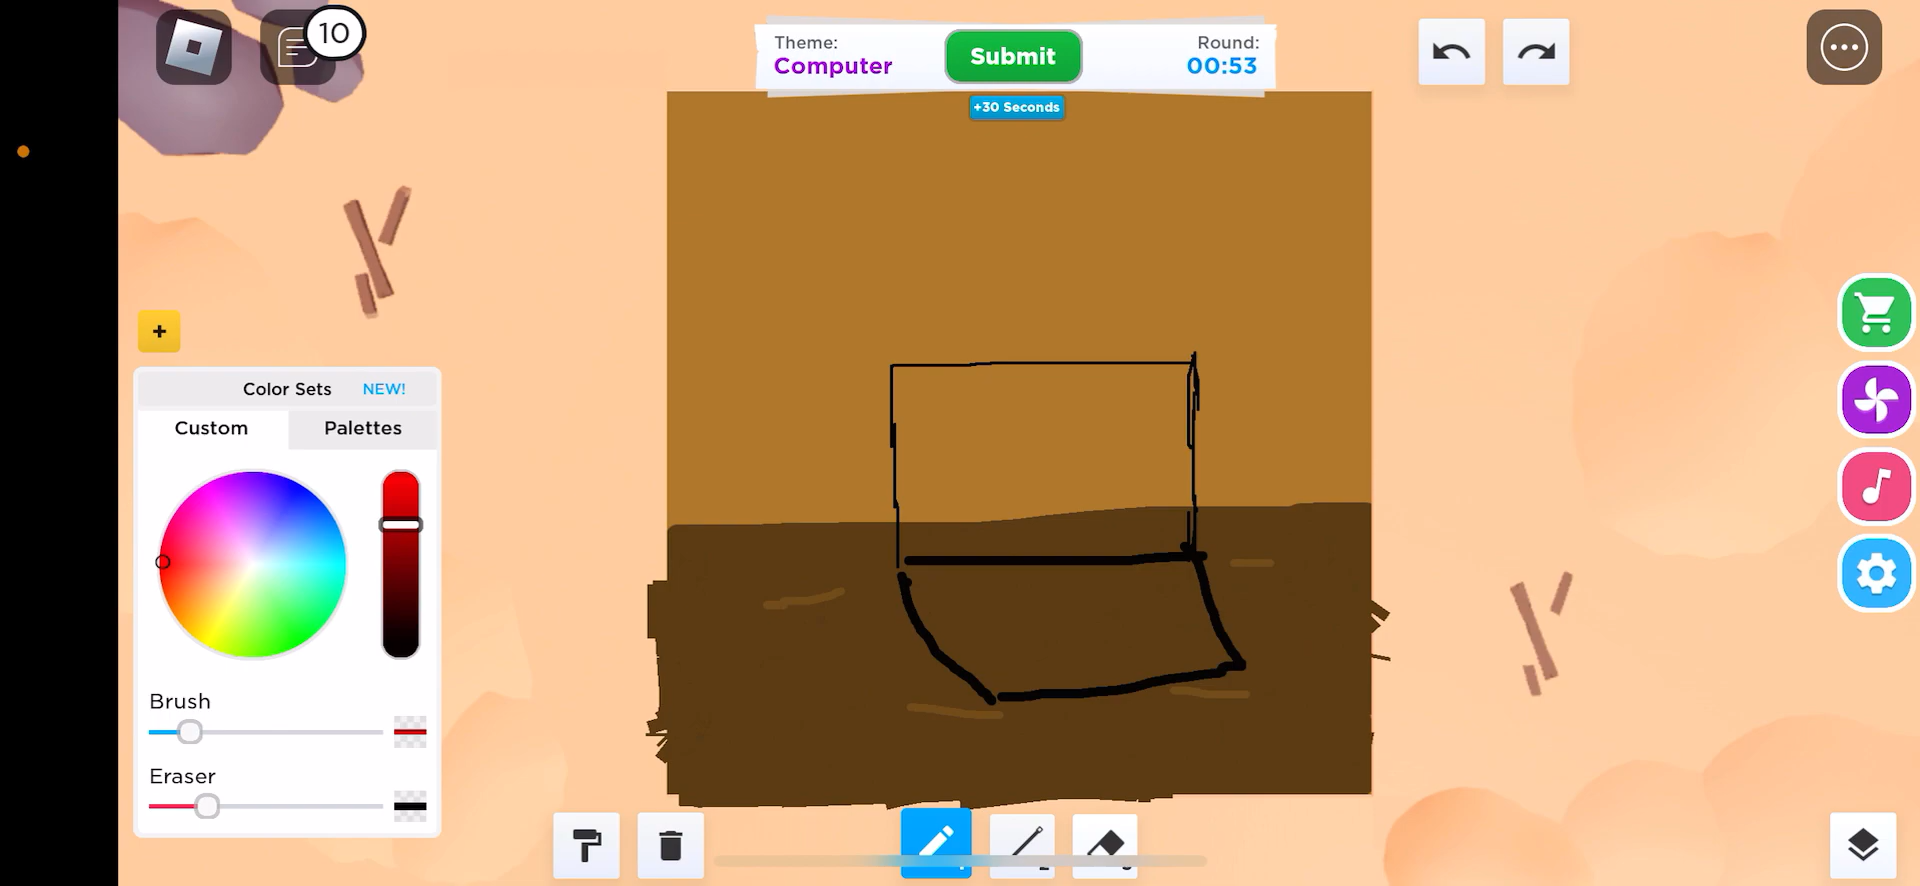 10
Theme:
Computer
Submit
Round:
00:53
+30 Seconds
+
Color Sets NEW!
Custom Palettes
Brush
Eraser